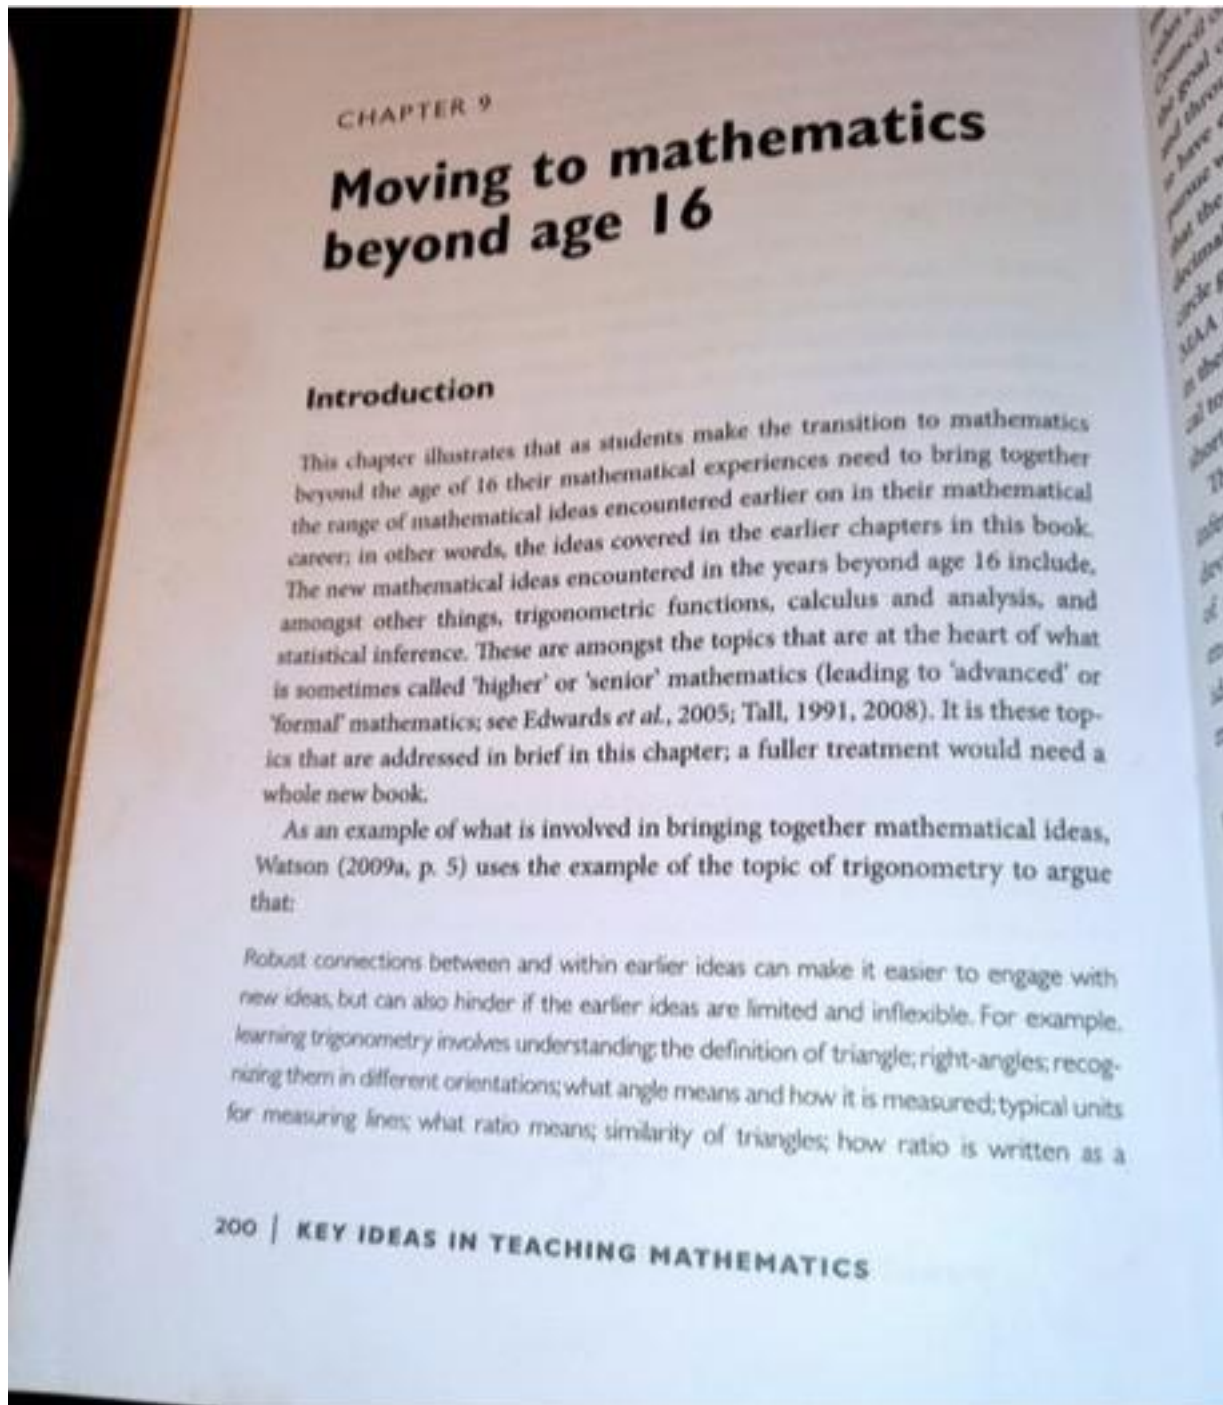 CHAPTER 9
Moving to mathematics
beyond age 16
Introduction
This chapter illustrates that as students make the transition to mathematics
beyond the age of 16 their mathematical experiences need to bring together
the range of mathematical ideas encountered earlier on in their mathematical
career; in other words, the ideas covered in the earlier chapters in this book.
The new mathematical ideas encountered in the years beyond age 16 include,
amongst other things, trigonometric functions, calculus and analysis, and
statistical inference. These are amongst the topics that are at the heart of what
is sometimes called 'higher' or 'senior' mathematics (leading to 'advanced' or
'formal' mathematics; see Edwards et al., 2005; Tall, 1991, 2008). It is these top-
ics that are addressed in brief in this chapter; a fuller treatment would need a
whole new book.
As an example of what is involved in bringing together mathematical ideas,
Watson (2009a, p. 5) uses the example of the topic of trigonometry to argue
that:
Robust connections between and within earlier ideas can make it easier to engage with
new ideas, but can also hinder if the earlier ideas are limited and inflexible. For example,
learning trigonometry involves understanding: the definition of triangle; right-angles; recog-
nizing them in different orientations; what angle means and how it is measured; typical units
for measuring lines; what ratio means; similarity of triangles; how ratio is written as a
200 | KEY IDEAS IN TEACHING MATHEMATICS
Council
the goal
have
that the
MAA